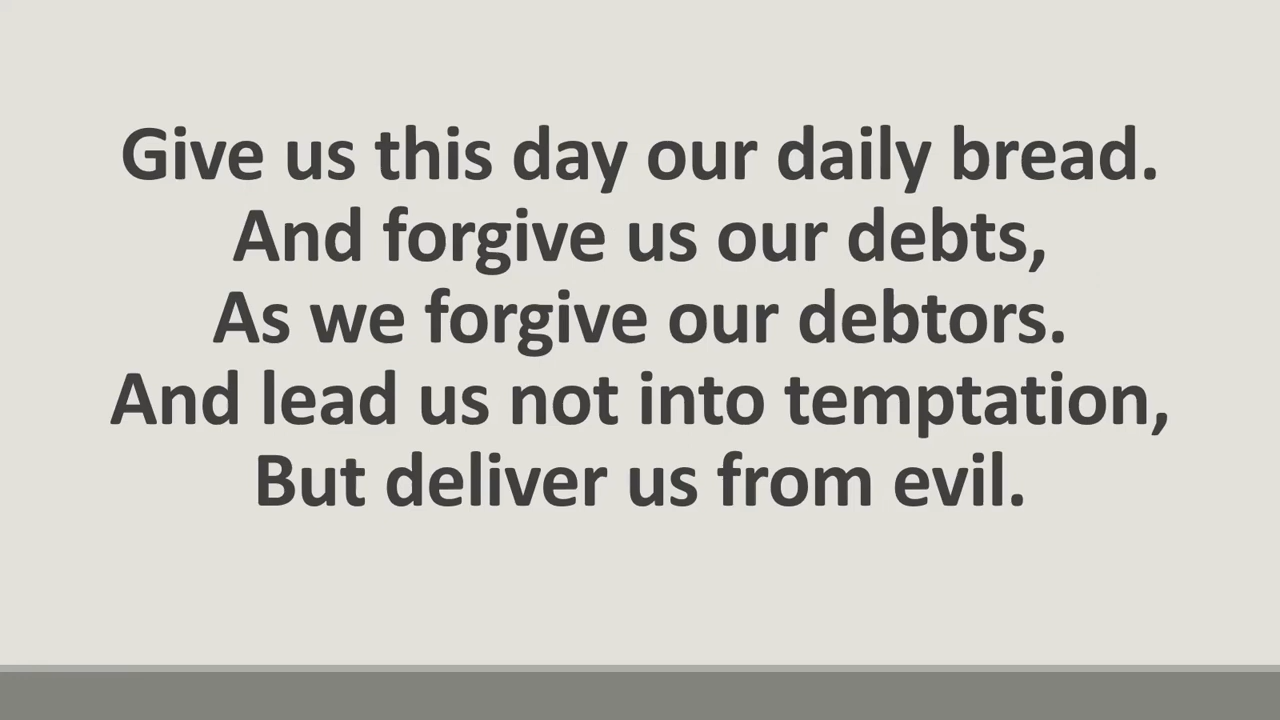 Give us this day our daily bread.
And forgive us our debts,
As we forgive our debtors.
And lead us not into temptation,
But deliver us from evil.